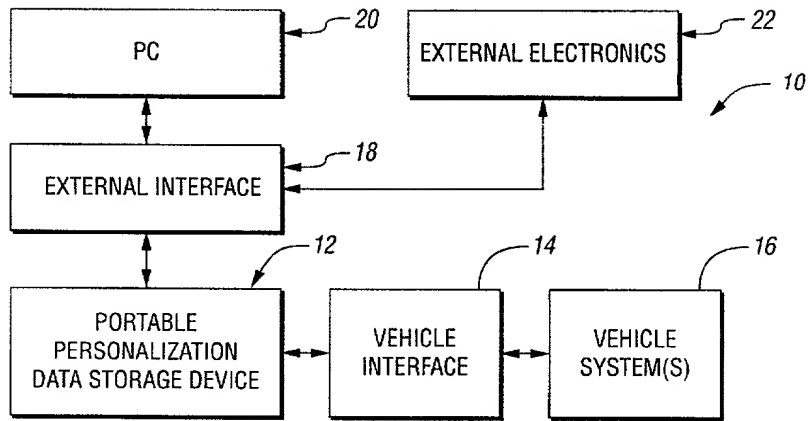 20
PC
22
EXTERNAL ELECTRONICS
10
18
EXTERNAL INTERFACE
12
PORTABLE
PERSONALIZATION
DATA STORAGE DEVICE
14
VEHICLE
INTERFACE
16
VEHICLE
SYSTEM(S)